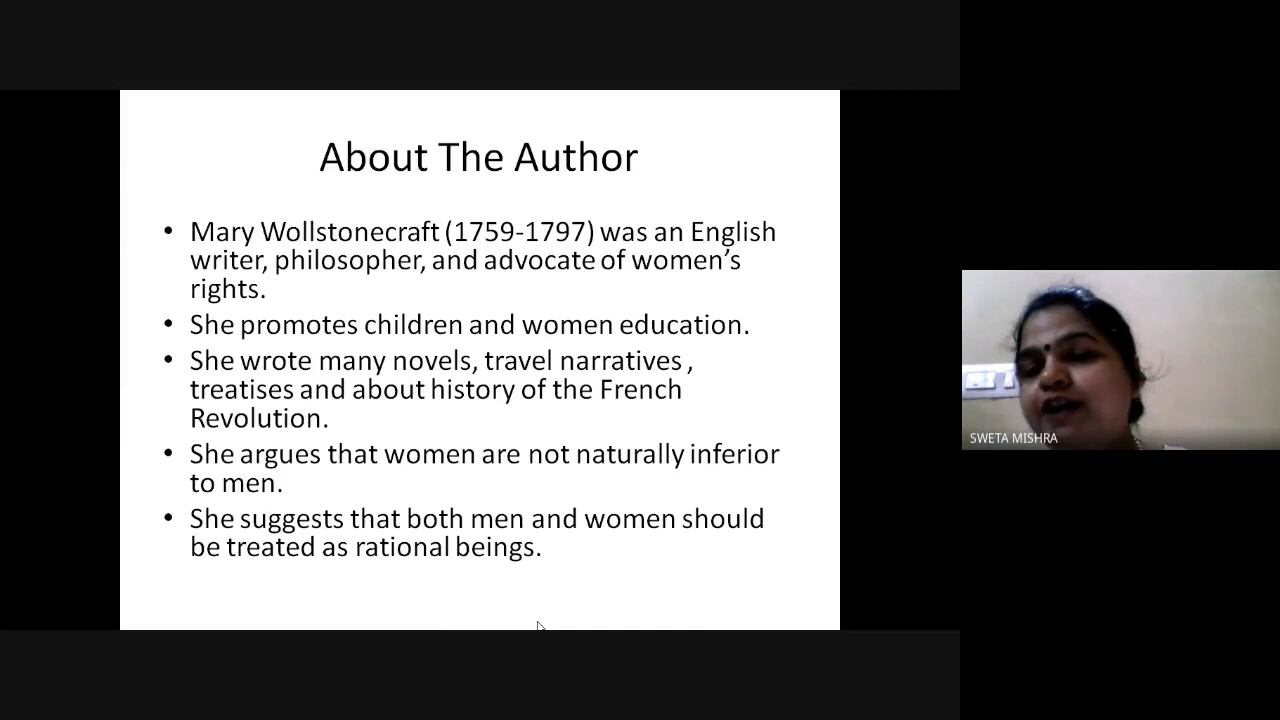 About The Author
• Mary Wollstonecraft (1759-1797) was an English
writer, philosopher, and advocate of women’s
rights.
• She promotes children and women education.
• She wrote many novels, travel narratives ,
treatises and about history of the French
Revolution.
• She argues that women are not naturally inferior
to men.
• She suggests that both men and women should
be treated as rational beings.
SWETA MISHRA